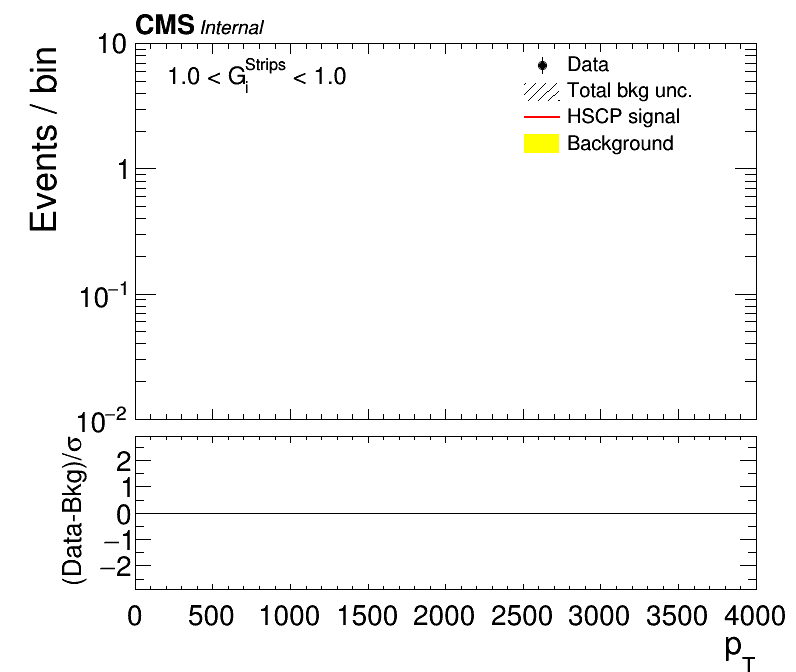 CMS Internal
Events / bin
10
1
10⁻¹
10⁻²
1.0 < G_i^Strips < 1.0
Data
Total bkg unc.
HSCP signal
Background
(Data-Bkg)/σ
2
1
0
−1
−2
0 500 1000 1500 2000 2500 3000 3500 4000
p_T